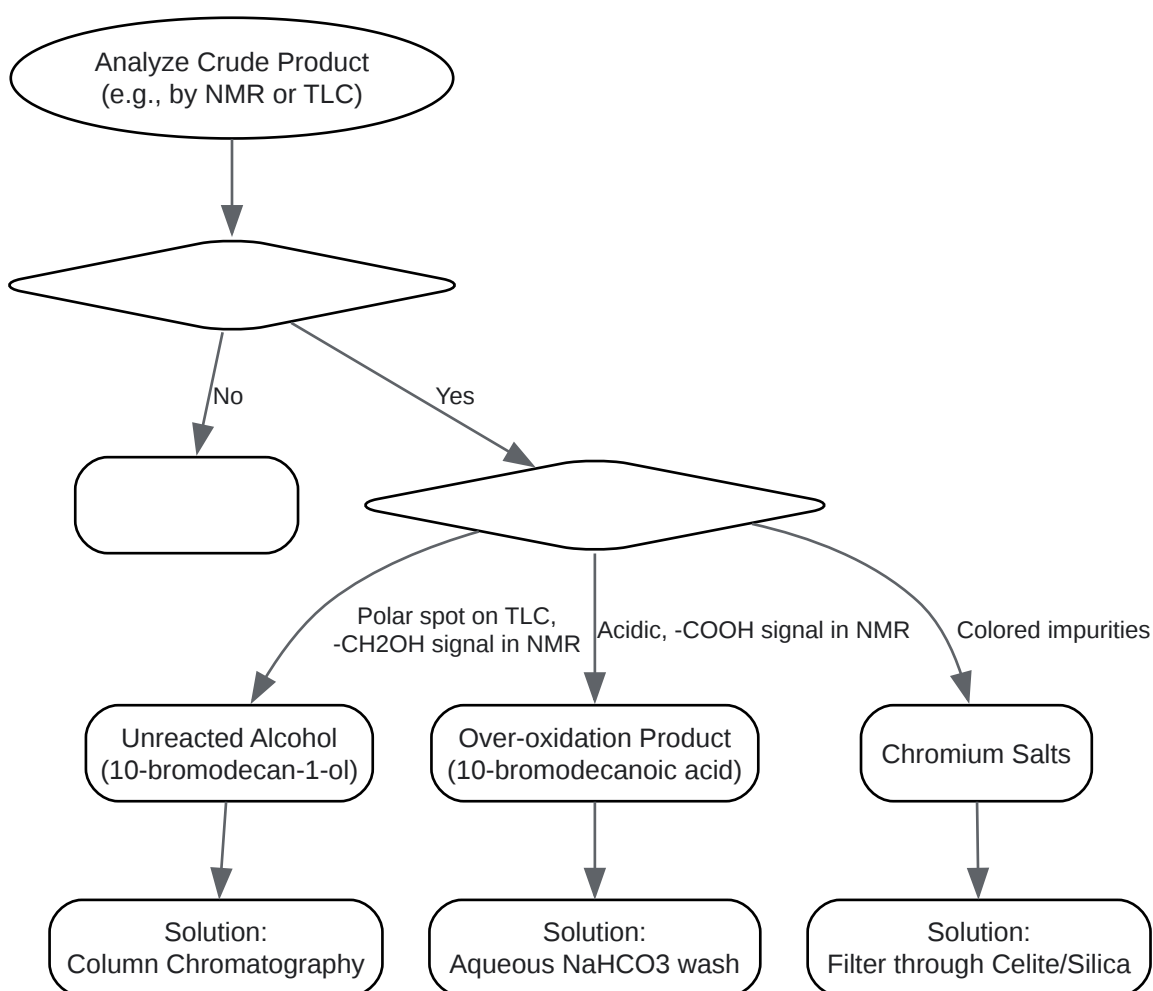 Analyze Crude Product
(e.g., by NMR or TLC)
No
Yes
Polar spot on TLC,
-CH2OH signal in NMR
Acidic, -COOH signal in NMR
Colored impurities
Unreacted Alcohol
(10-bromodecan-1-ol)
Over-oxidation Product
(10-bromodecanoic acid)
Chromium Salts
Solution:
Column Chromatography
Solution:
Aqueous NaHCO3 wash
Solution:
Filter through Celite/Silica